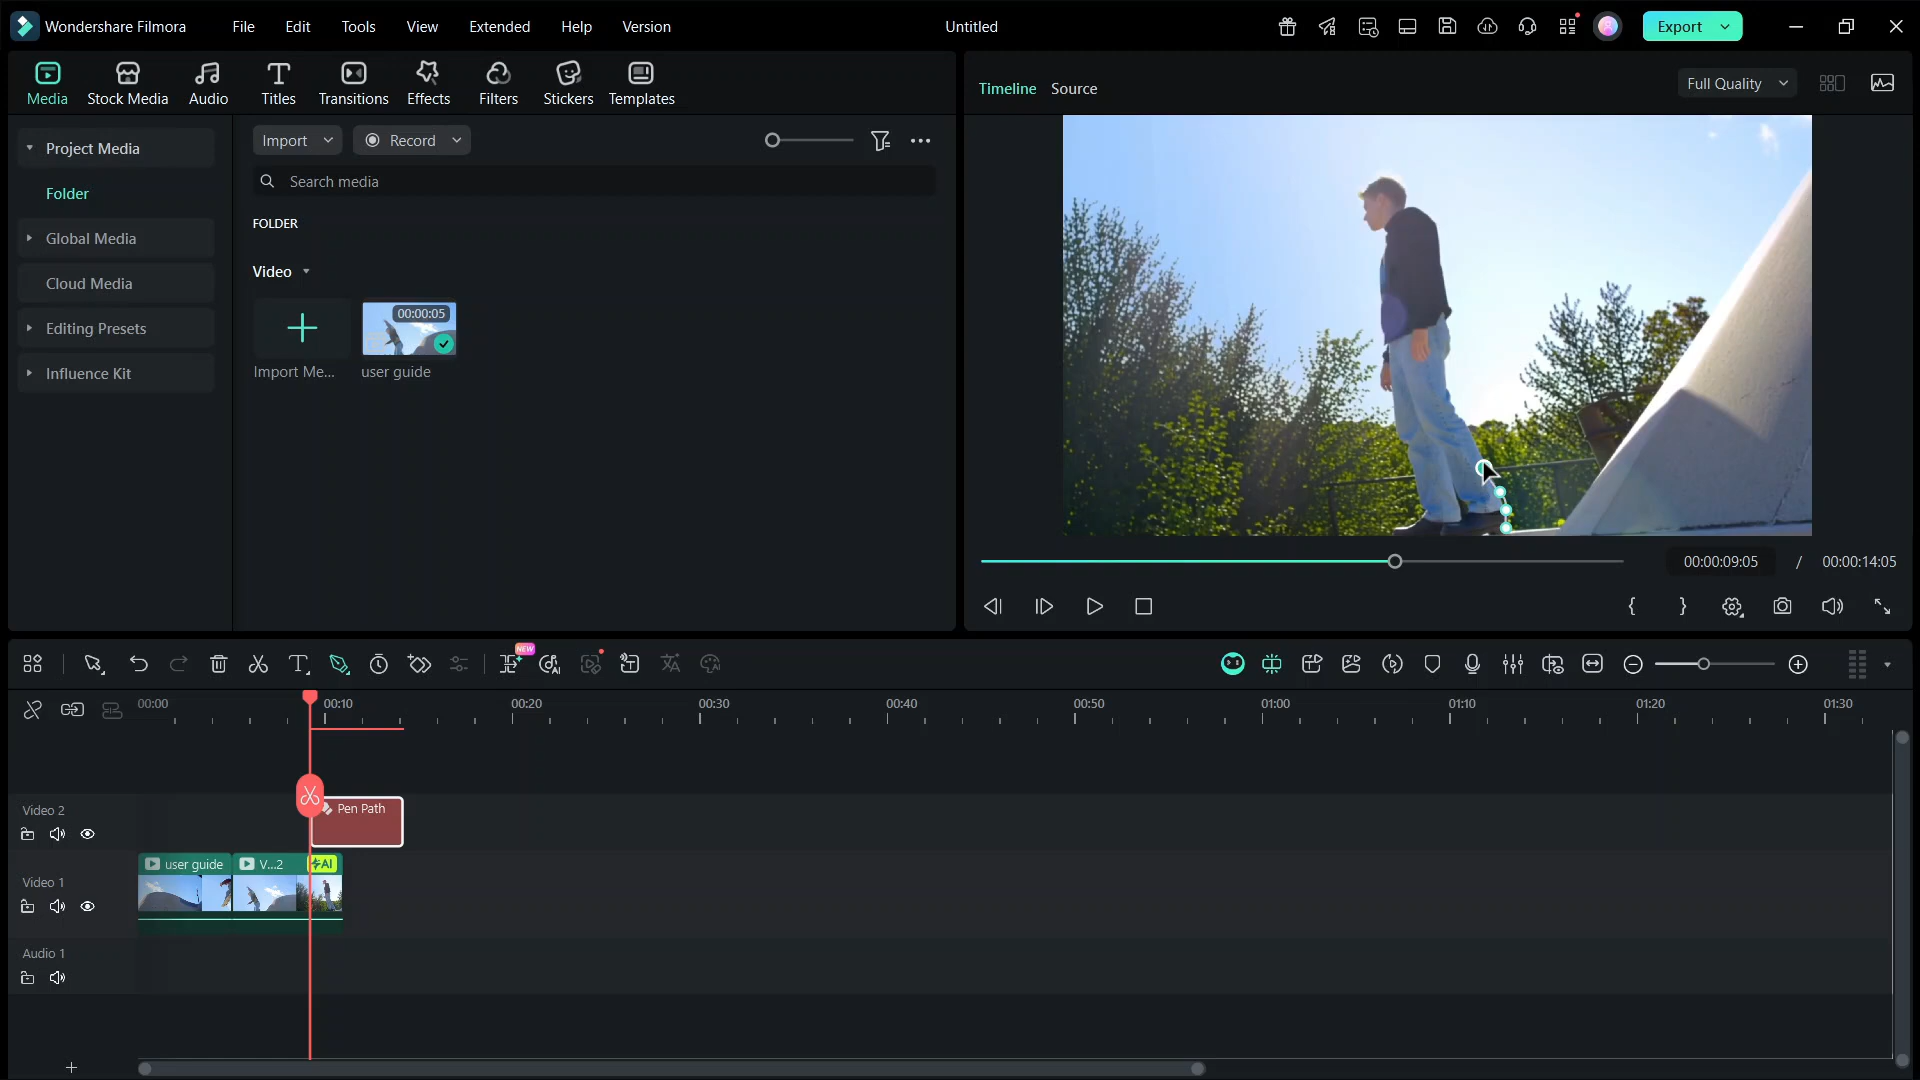 Wondershare Filmora
File
Edit
Tools
View
Extended
Help
Version
Untitled
Export
Media
Stock Media
Audio
Titles
Transitions
Effects
Filters
Stickers
Templates
Timeline
Source
Full Quality
Project Media
Folder
Global Media
Cloud Media
Editing Presets
Influence Kit
Import
Record
Search media
FOLDER
Video
00:00:05
Import Me...
user guide
00:00:09:05
/
00:00:14:05
NEW
AI
00:00
00:10
00:20
00:30
00:40
00:50
01:00
01:10
01:20
01:30
Video 2
Pen Path
Video 1
user guide
V...2
AI
Audio 1